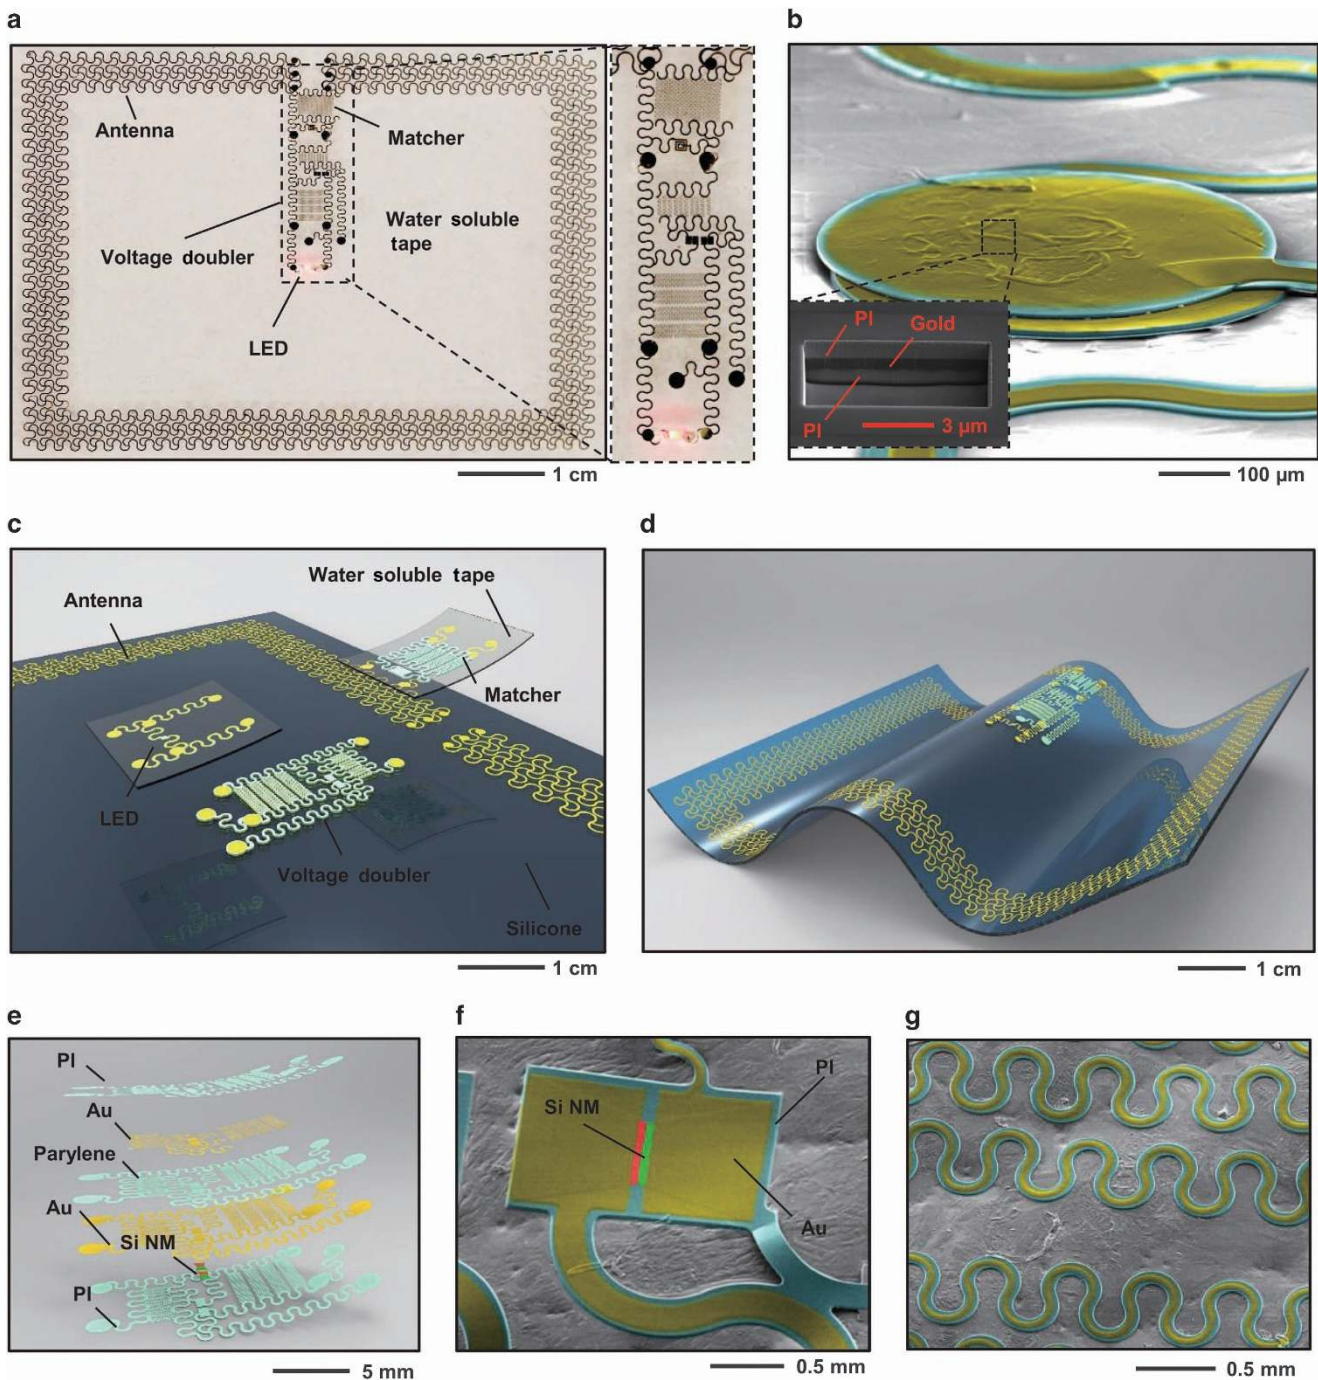 a
Antenna
Matcher
Voltage doubler
Water soluble
tape
LED
1 cm
b
PI
Gold
PI
3 µm
100 µm
c
Water soluble tape
Antenna
Matcher
LED
Voltage doubler
Silicone
1 cm
d
1 cm
e
PI
Au
Parylene
Au
Si NM
PI
5 mm
f
PI
Si NM
Au
0.5 mm
g
0.5 mm